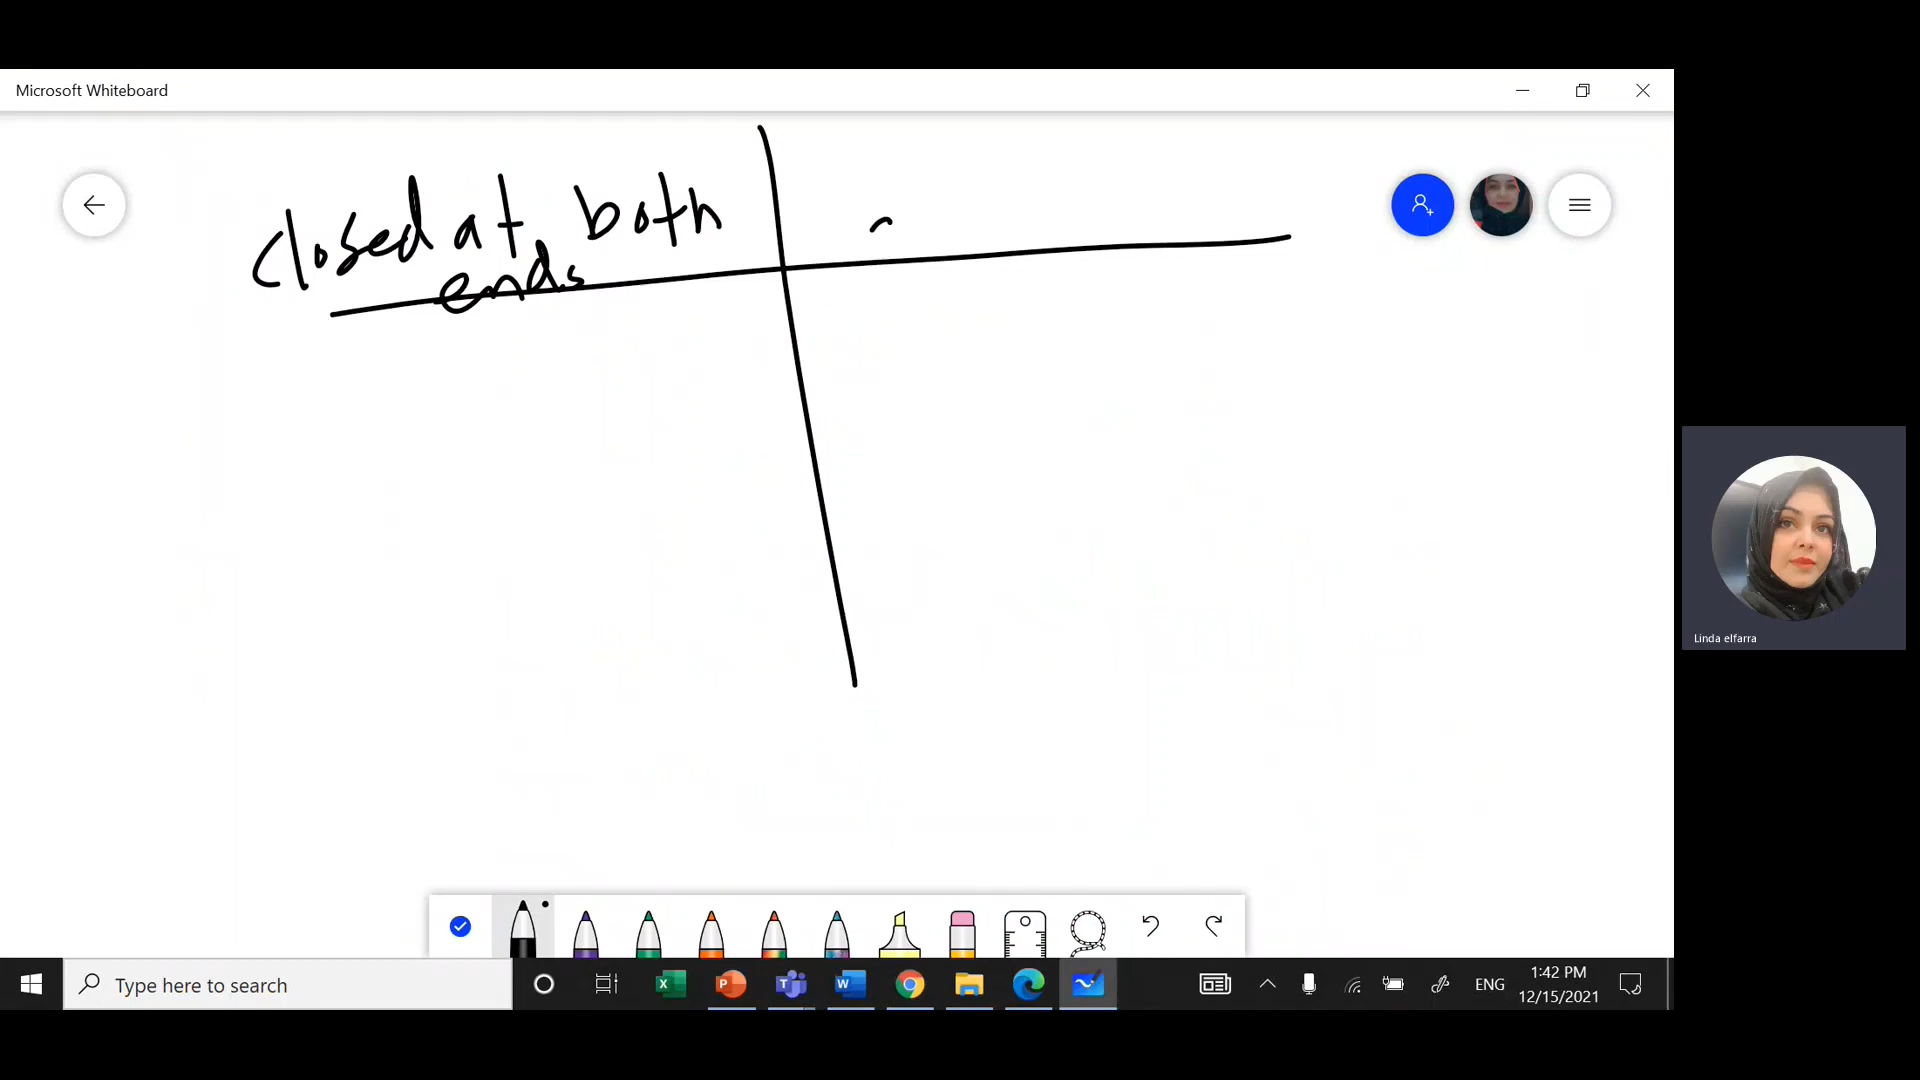 Microsoft Whiteboard
closed at both
ends
Linda elfarra
Type here to search
ENG
1:42 PM
12/15/2021